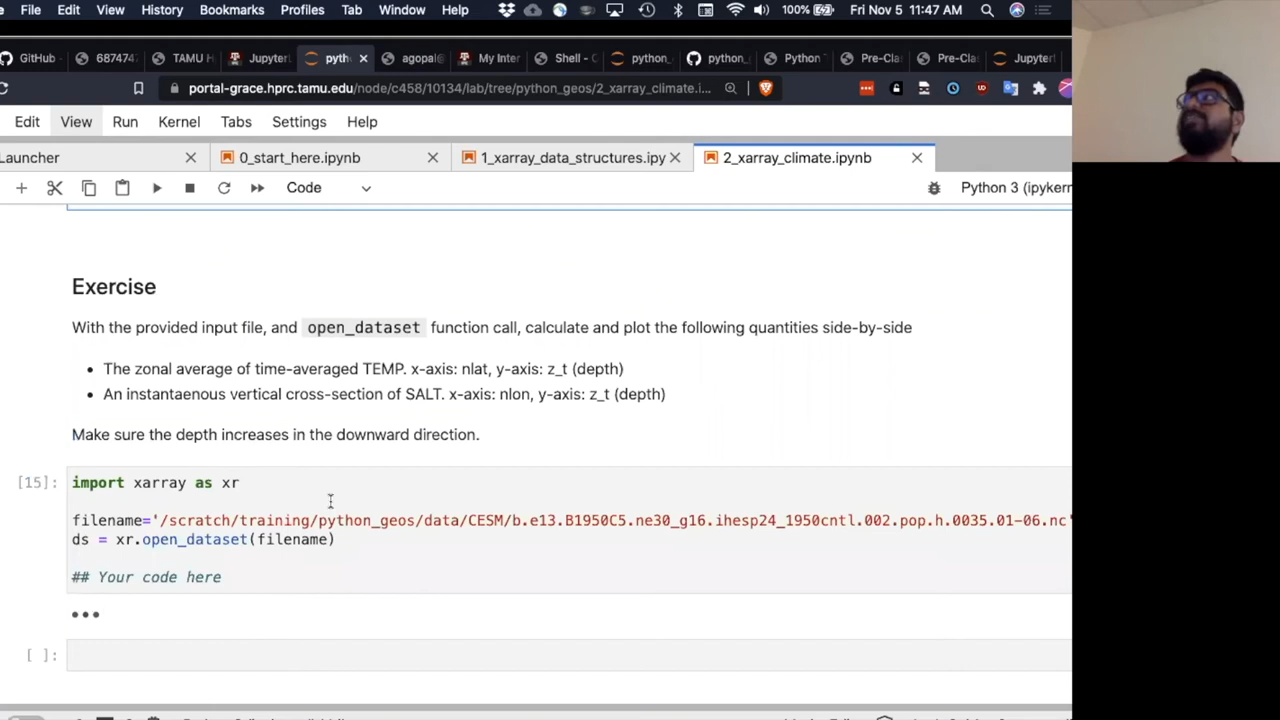 File Edit View History Bookmarks Profiles Tab Window Help 100% Fri Nov 5 11:47 AM
GitHub 687474 TAMU H Jupyter pyth agopal My Inter Shell - python_ python_ Python Pre-Cla Pre-Cla Jupyter
portal-grace.hprc.tamu.edu/node/c458/10134/lab/tree/python_geos/2_xarray_climate.i...
Edit View Run Kernel Tabs Settings Help
Launcher 0_start_here.ipynb 1_xarray_data_structures.ipy 2_xarray_climate.ipynb
Code Python 3 (ipykern
Exercise
With the provided input file, and open_dataset function call, calculate and plot the following quantities side-by-side
• The zonal average of time-averaged TEMP. x-axis: nlat, y-axis: z_t (depth)
• An instantaenous vertical cross-section of SALT. x-axis: nlon, y-axis: z_t (depth)
Make sure the depth increases in the downward direction.
[15]: import xarray as xr
filename='/scratch/training/python_geos/data/CESM/b.e13.B1950C5.ne30_g16.ihesp24_1950cntl.002.pop.h.0035.01-06.nc'
ds = xr.open_dataset(filename)
## Your code here
[ ]: